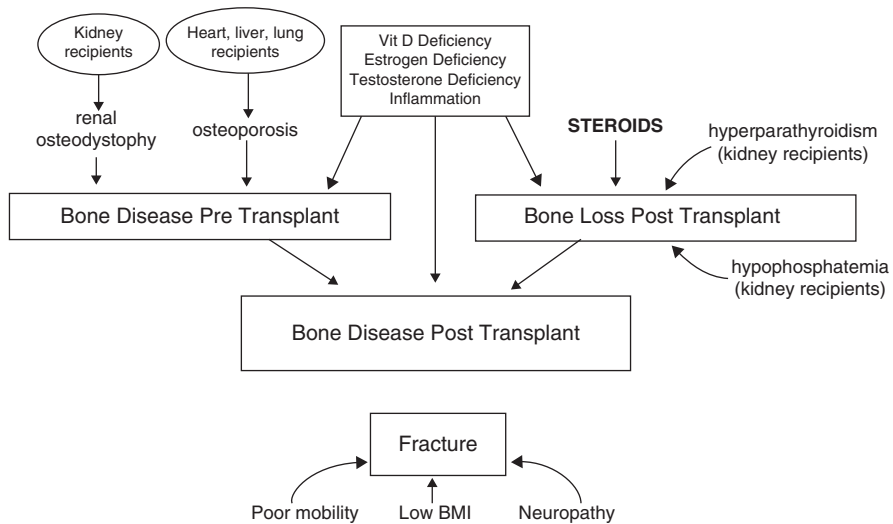 Kidney
recipients
Heart, liver, lung
recipients
Vit D Deficiency
Estrogen Deficiency
Testosterone Deficiency
Inflammation
renal
osteodystophy
osteoporosis
STEROIDS
hyperparathyroidism
(kidney recipients)
Bone Disease Pre Transplant
Bone Loss Post Transplant
hypophosphatemia
(kidney recipients)
Bone Disease Post Transplant
Fracture
Poor mobility
Low BMI
Neuropathy